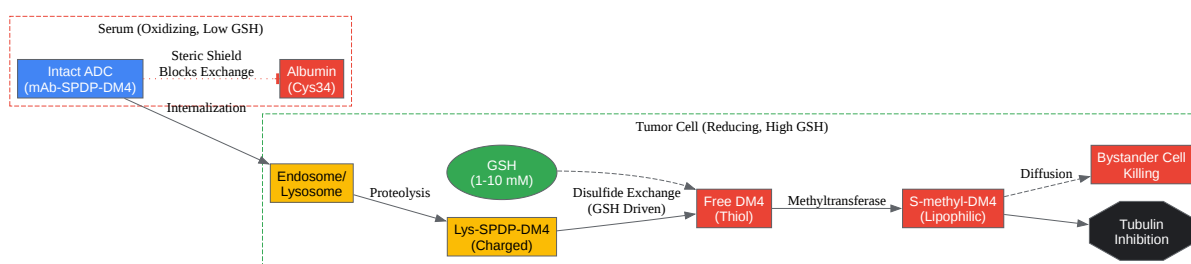 Serum (Oxidizing, Low GSH)
Intact ADC
(mAb-SPDP-DM4)
Steric Shield
Blocks Exchange
Albumin
(Cys34)
Internalization
Tumor Cell (Reducing, High GSH)
Endosome/
Lysosome
Proteolysis
GSH
(1-10 mM)
Lys-SPDP-DM4
(Charged)
Disulfide Exchange
(GSH Driven)
Free DM4
(Thiol)
Methyltransferase
S-methyl-DM4
(Lipophilic)
Diffusion
Bystander Cell
Killing
Tubulin
Inhibition